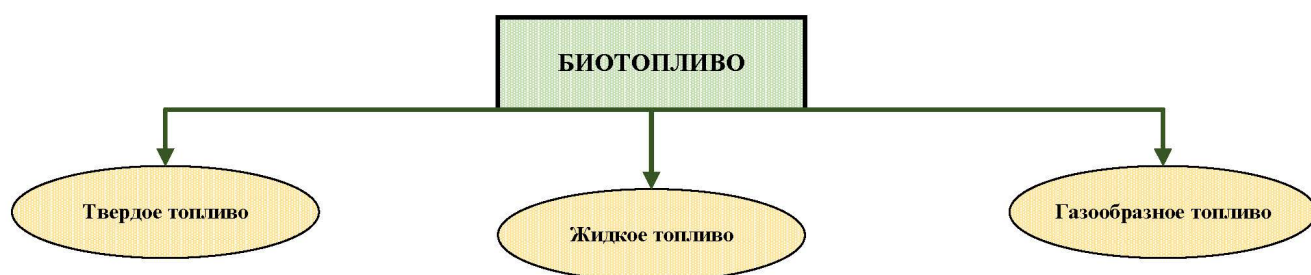 БИОТОПЛИВО
Твердое топливо
Жидкое топливо
Газообразное топливо